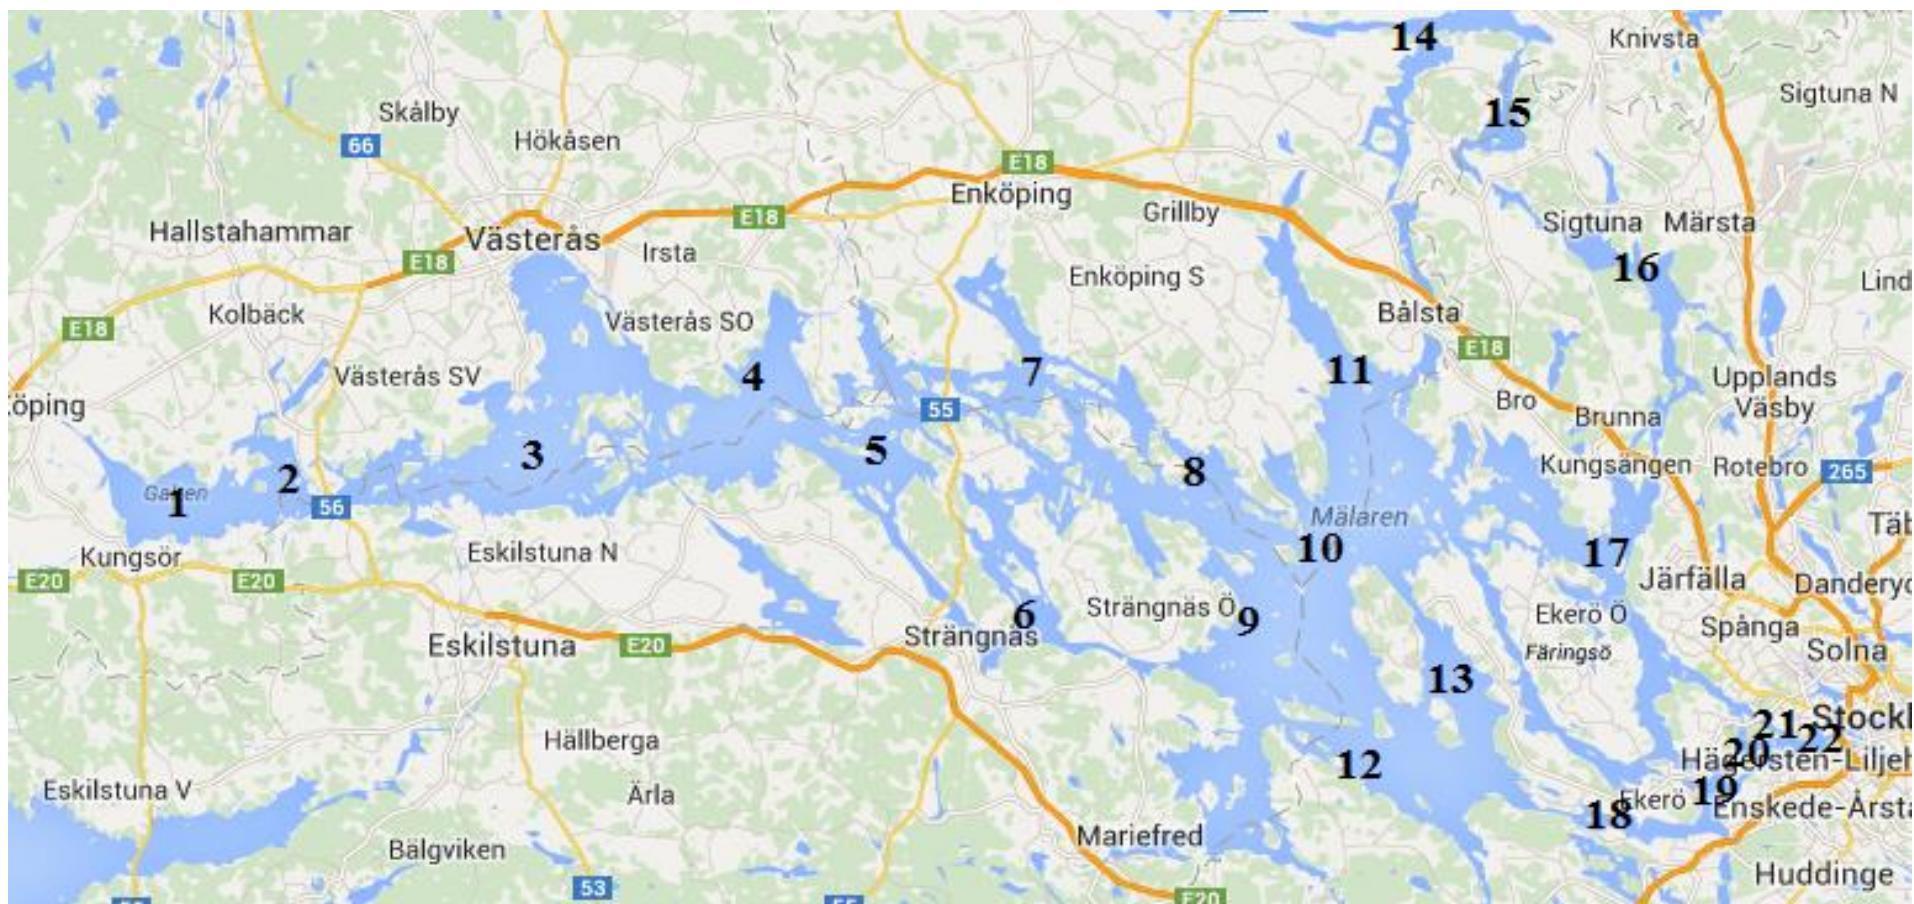 14
Knivsta
Skålby
Hökåsen
15
Sigtuna N
66
E18
Enköping
Grillby
Hallstahammar
Västerås
E18
E18
Irsta
Sigtuna
Märsta
16
Enköping S
Lind
Kolbäck
E18
Västerås SO
Bålsta
E18
Västerås SV
4
7
11
Upplands
Väsby
öping
55
Bro
Brunna
2
3
5
8
Kungsängen
Rotebro
265
1
56
Mälaren
Täb
Kungsör
Eskilstuna N
10
17
E20
E20
Järfälla
Danderyd
Strängnäs Ö
9
Ekerö Ö
6
Spånga
Eskilstuna
E20
Strängnäs
Färingsö
Solna
13
Hällberga
12
21
Stockh
22
20
Hägersten-Liljeh
Eskilstuna V
Ärla
19
18
Ekerö
Enskede-Årsta
Mariefred
Bälgviken
53
Huddinge
E20
55